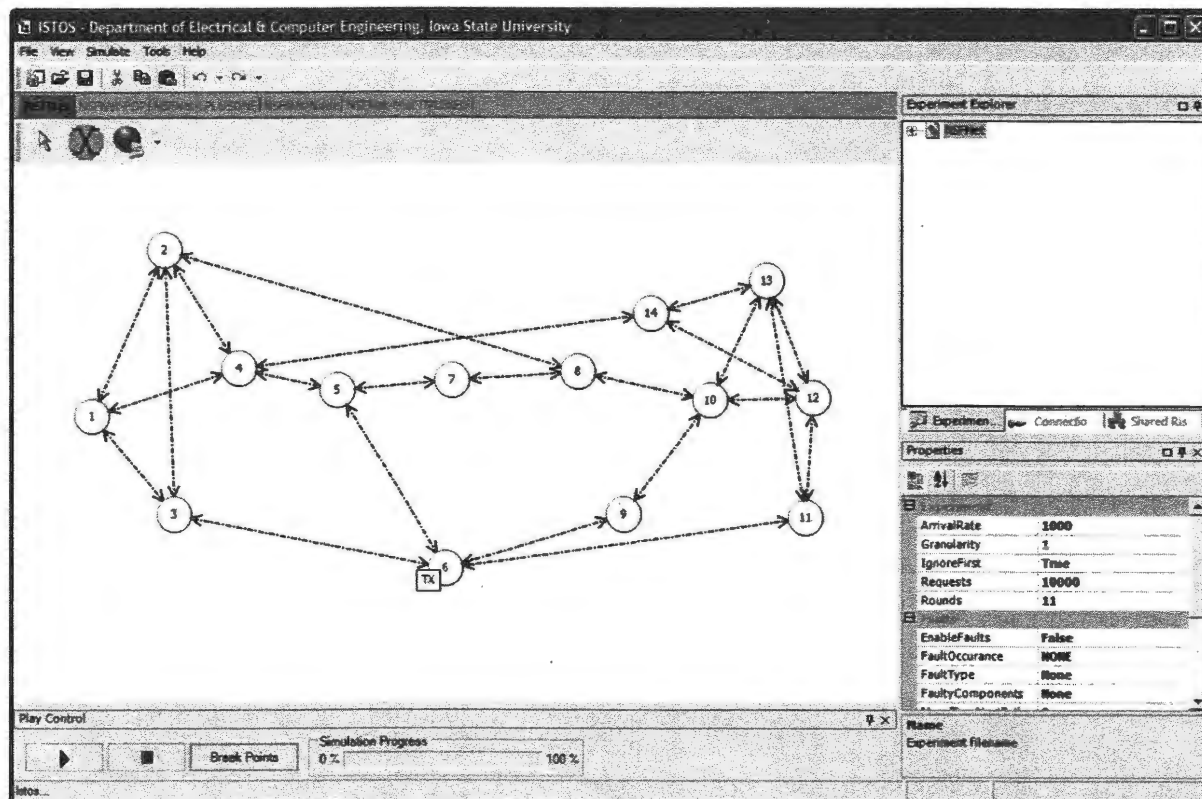 ISTOS - Department of Electrical & Computer Engineering, Iowa State University
File View Simulate Tools Help
Experiment Explorer
NSFNet
2
13
14
4
5
7
8
10
12
1
3
9
11
6
TX
Experimen...
Connectio
Shared Ris
Properties
ArrivalRate 1000
Granularity 1
IgnoreFirst True
Requests 10000
Rounds 11
EnableFaults False
FaultOccurance NONE
FaultType None
FaultyComponents None
Name
Experiment filename
Play Control
Break Points
Simulation Progress
0 %
100 %
Istos...